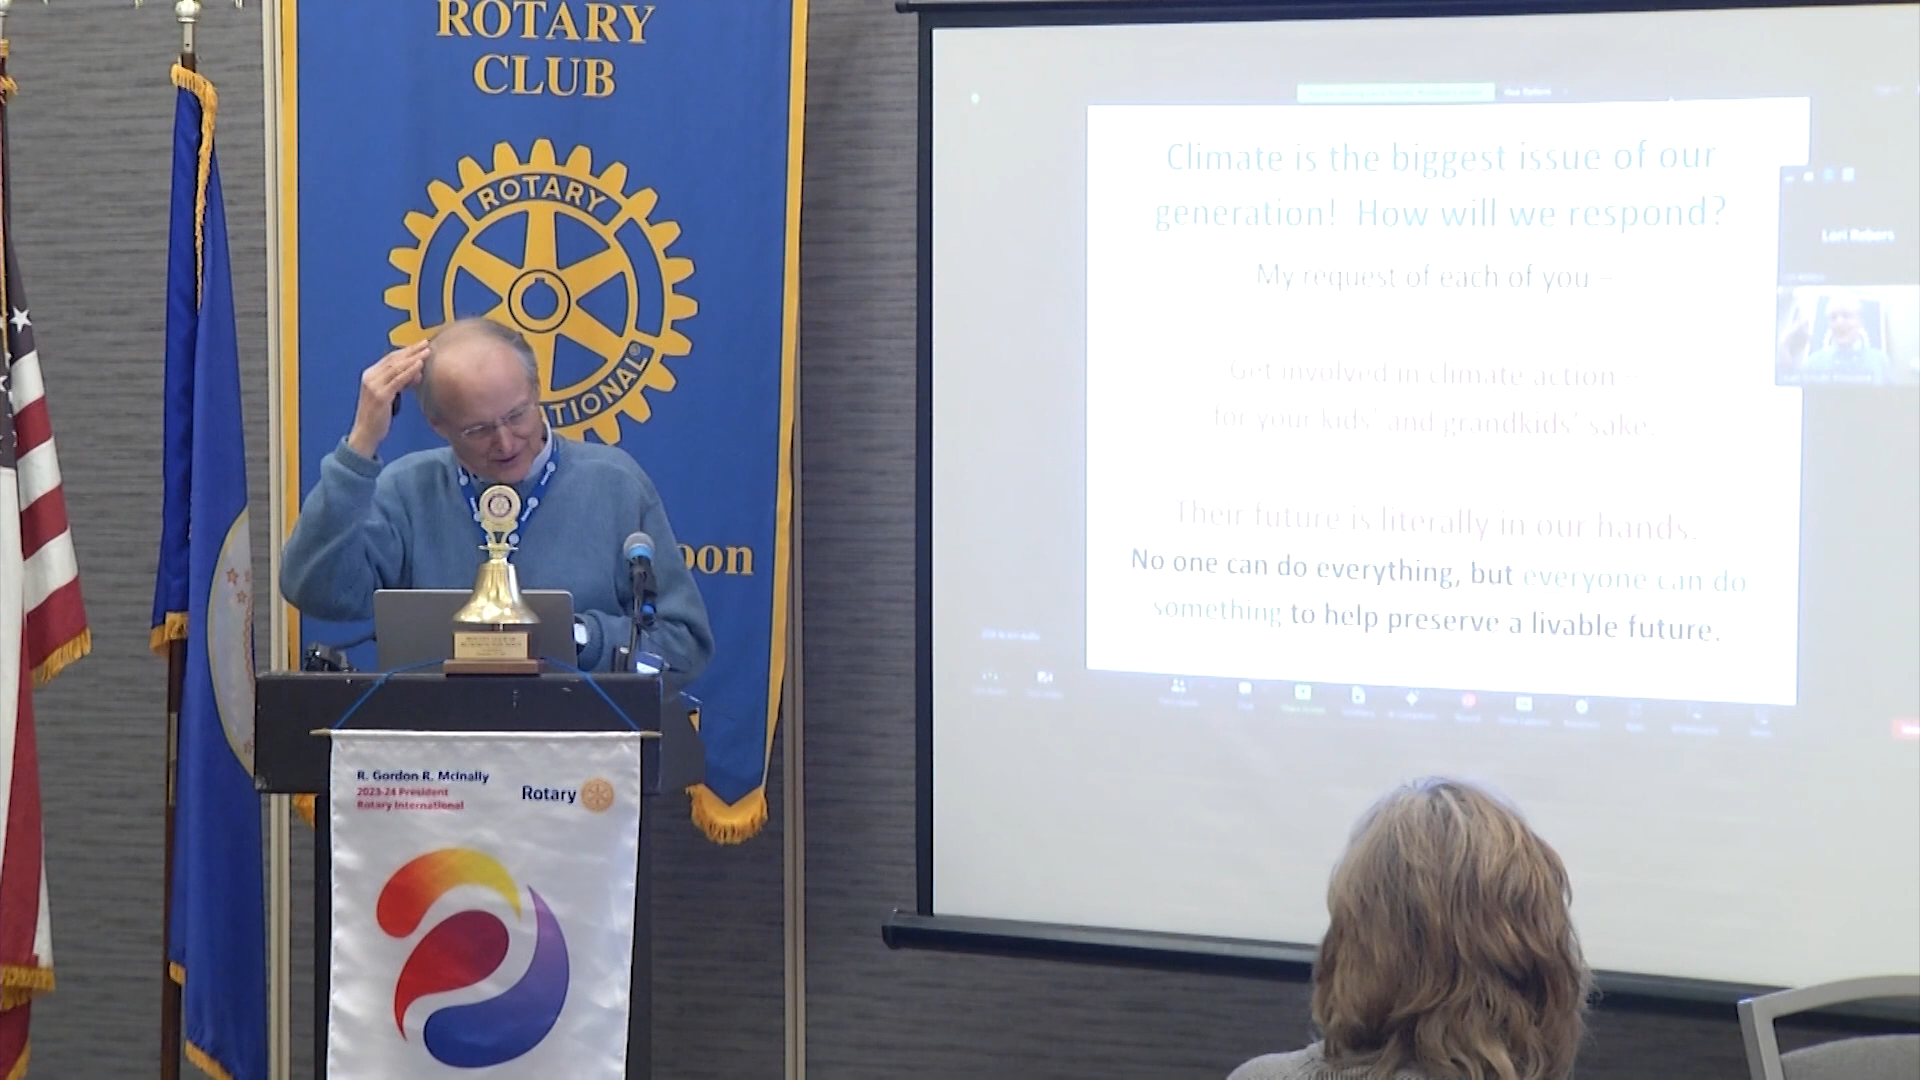 ROTARY
CLUB
ROTARY
TIONAL
oon
R. Gordon R. McInally
2023-24 President
Rotary International
Rotary
Climate is the biggest issue of our
generation! How will we respond?
My request of each of you –
Get involved in climate action –
for your kids' and grandkids' sake.
Their future is literally in our hands.
No one can do everything, but everyone can do
something to help preserve a livable future.